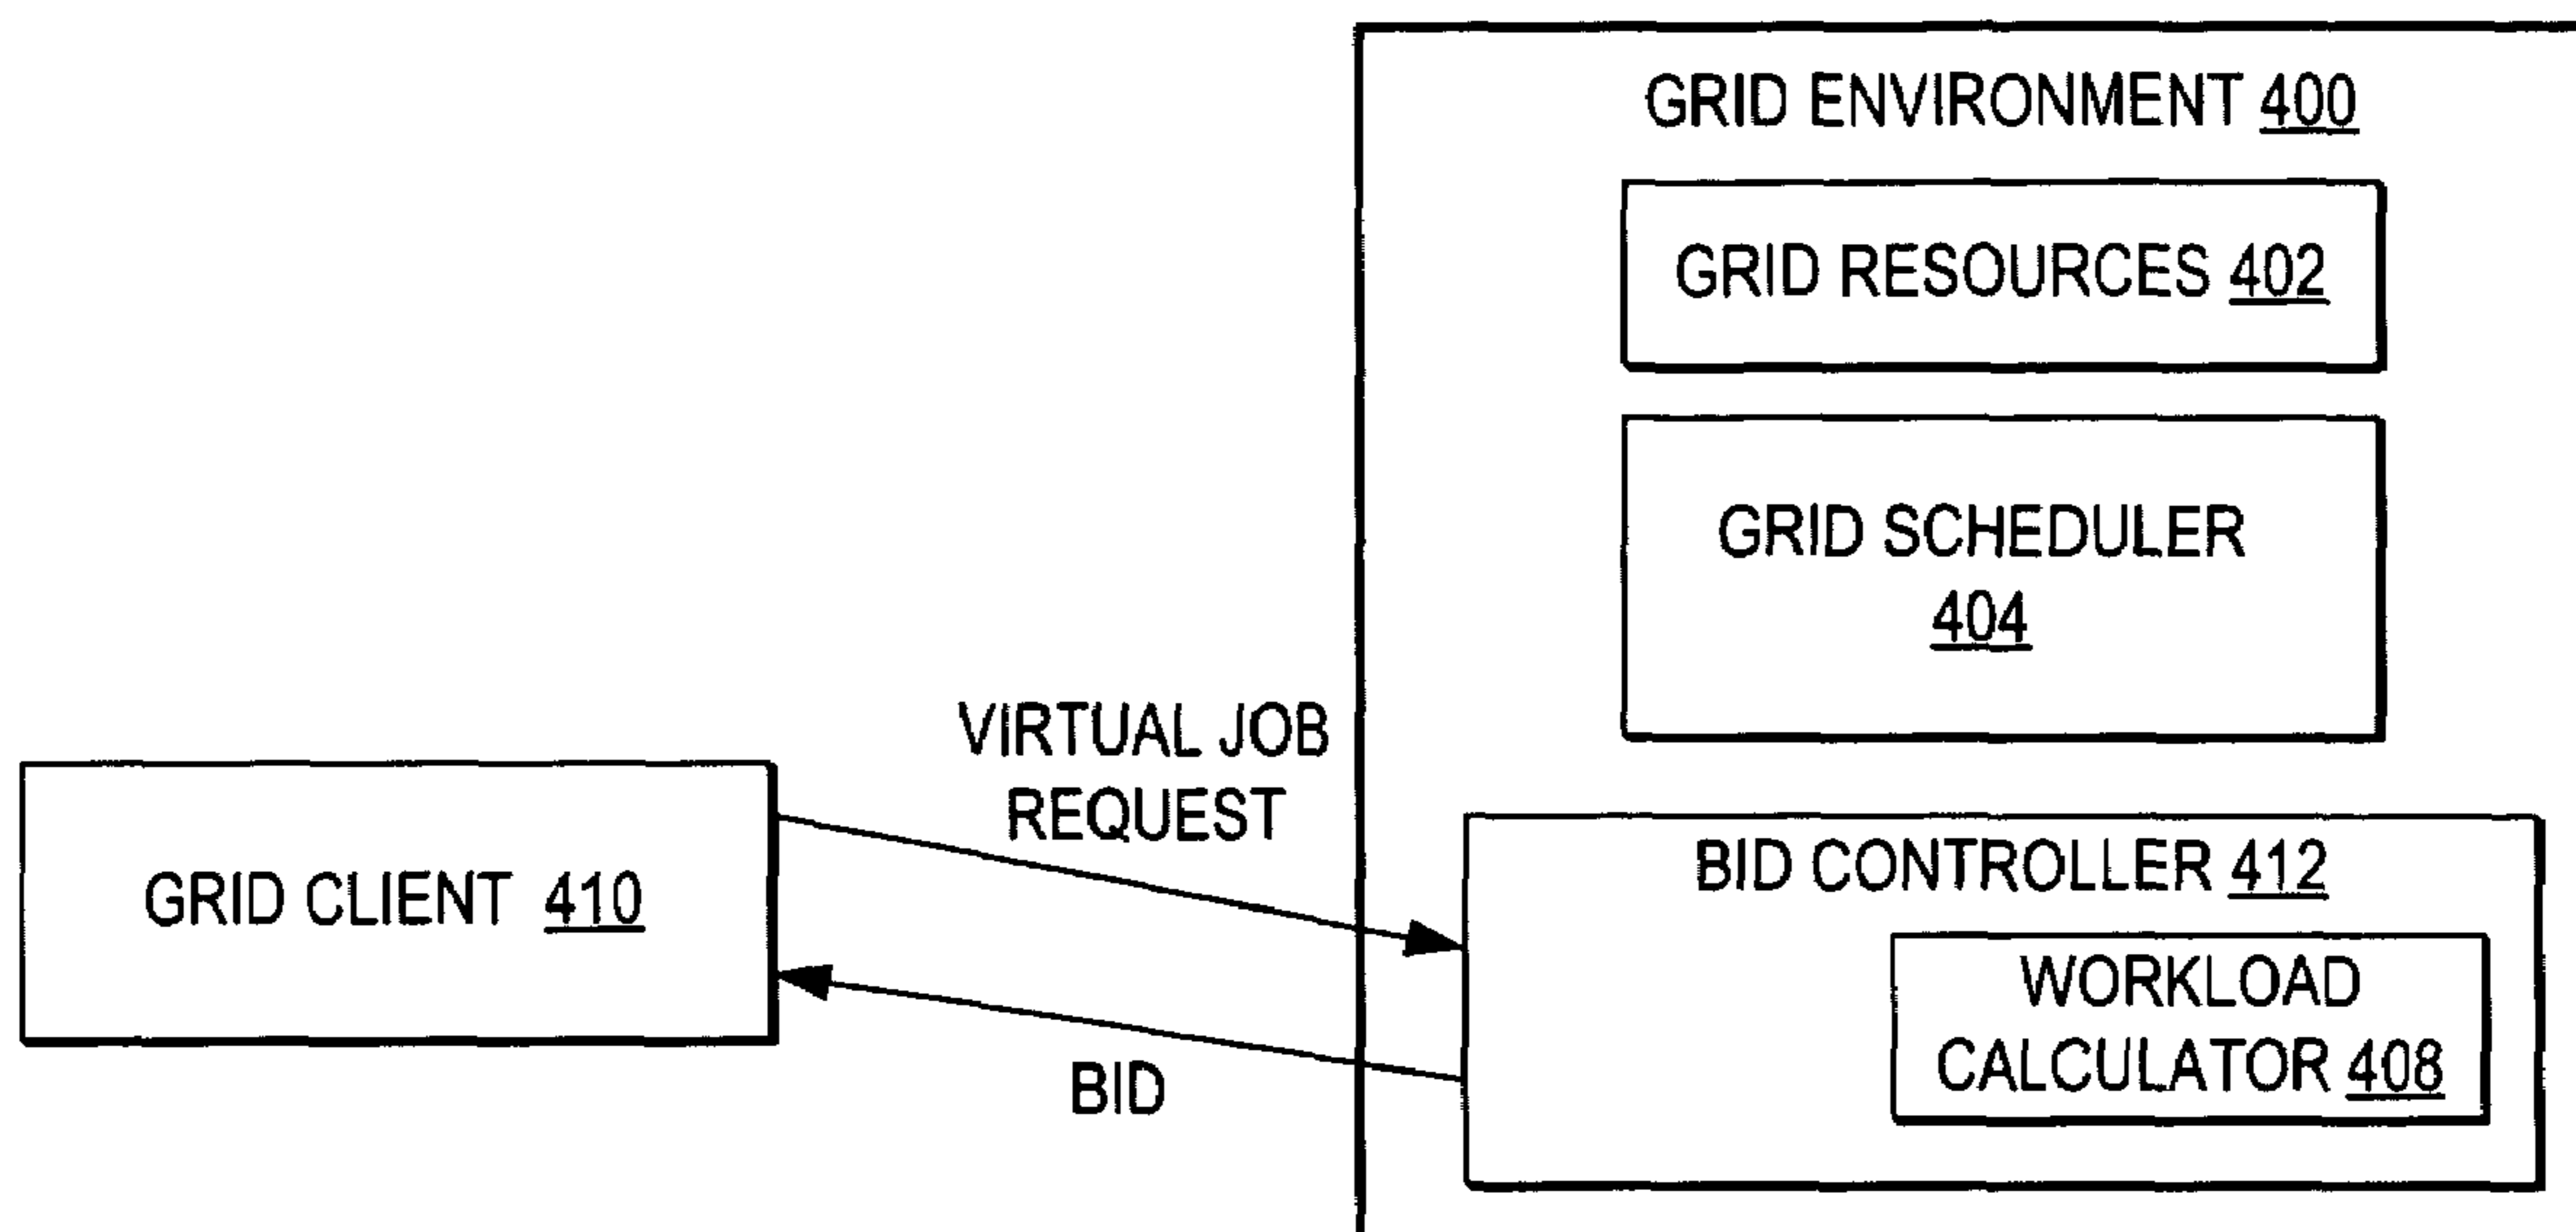 GRID ENVIRONMENT 400
GRID RESOURCES 402
GRID SCHEDULER
404
VIRTUAL JOB
REQUEST
GRID CLIENT 410
BID CONTROLLER 412
WORKLOAD
CALCULATOR 408
BID